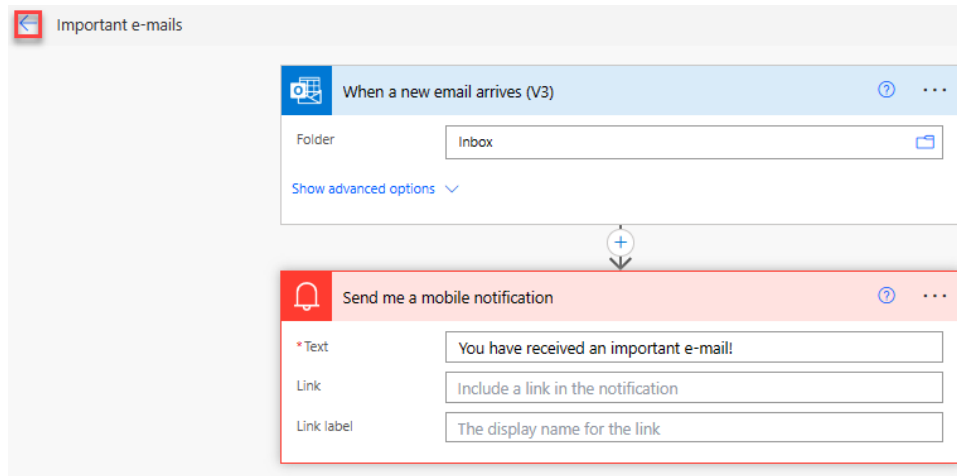 Important e-mails
When a new email arrives (V3)
Folder
Inbox
Show advanced options
Send me a mobile notification
*Text
You have received an important e-mail!
Link
Include a link in the notification
Link label
The display name for the link